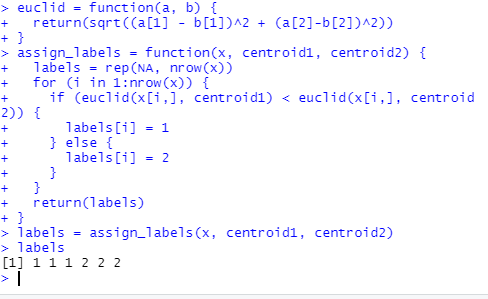 > euclid = function(a, b) {
+   return(sqrt((a[1] - b[1])^2 + (a[2]-b[2])^2))
+ }
> assign_labels = function(x, centroid1, centroid2) {
+   labels = rep(NA, nrow(x))
+   for (i in 1:nrow(x)) {
+     if (euclid(x[i,], centroid1) < euclid(x[i,], centroid
2)) {
+       labels[i] = 1
+     } else {
+       labels[i] = 2
+     }
+   }
+   return(labels)
+ }
> labels = assign_labels(x, centroid1, centroid2)
> labels
[1] 1 1 1 2 2 2
>